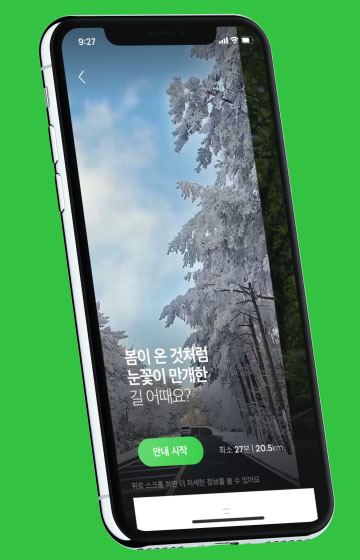 9:27
봄이 온 것처럼
눈꽃이 만개한
길 어때요?
안내 시작
최소 27분 | 20.5km
위로 스크롤 하면 더 자세한 정보를 볼 수 있어요